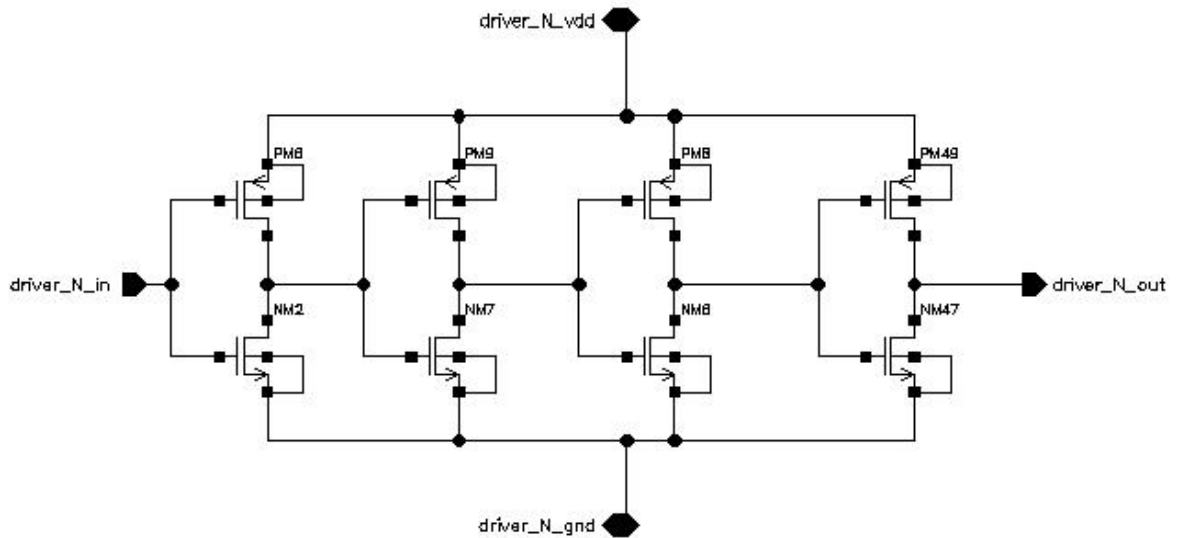 driver_N_vdd
PM6
PM9
PM8
PM49
driver_N_in
driver_N_out
NM2
NM7
NM6
NM47
driver_N_gnd